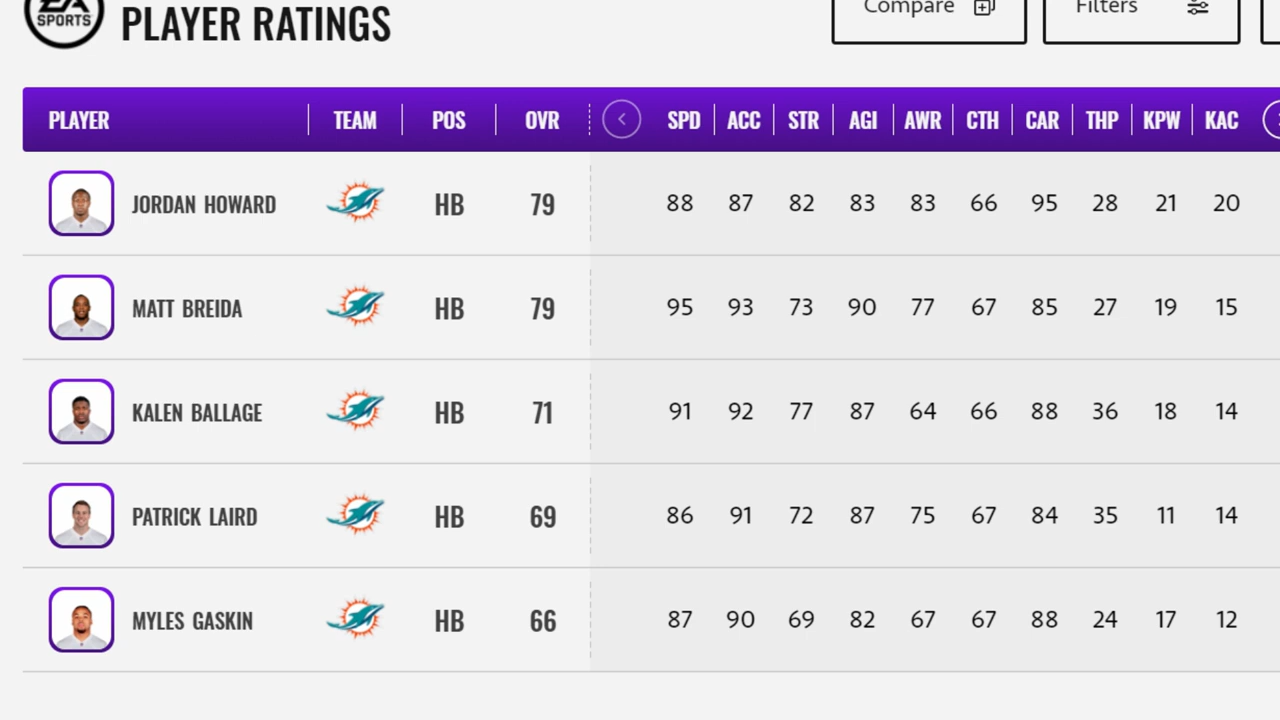 EA
SPORTS
PLAYER RATINGS
Compare
Filters
PLAYER TEAM POS OVR SPD ACC STR AGI AWR CTH CAR THP KPW KAC
JORDAN HOWARD HB 79 88 87 82 83 83 66 95 28 21 20
MATT BREIDA HB 79 95 93 73 90 77 67 85 27 19 15
KALEN BALLAGE HB 71 91 92 77 87 64 66 88 36 18 14
PATRICK LAIRD HB 69 86 91 72 87 75 67 84 35 11 14
MYLES GASKIN HB 66 87 90 69 82 67 67 88 24 17 12